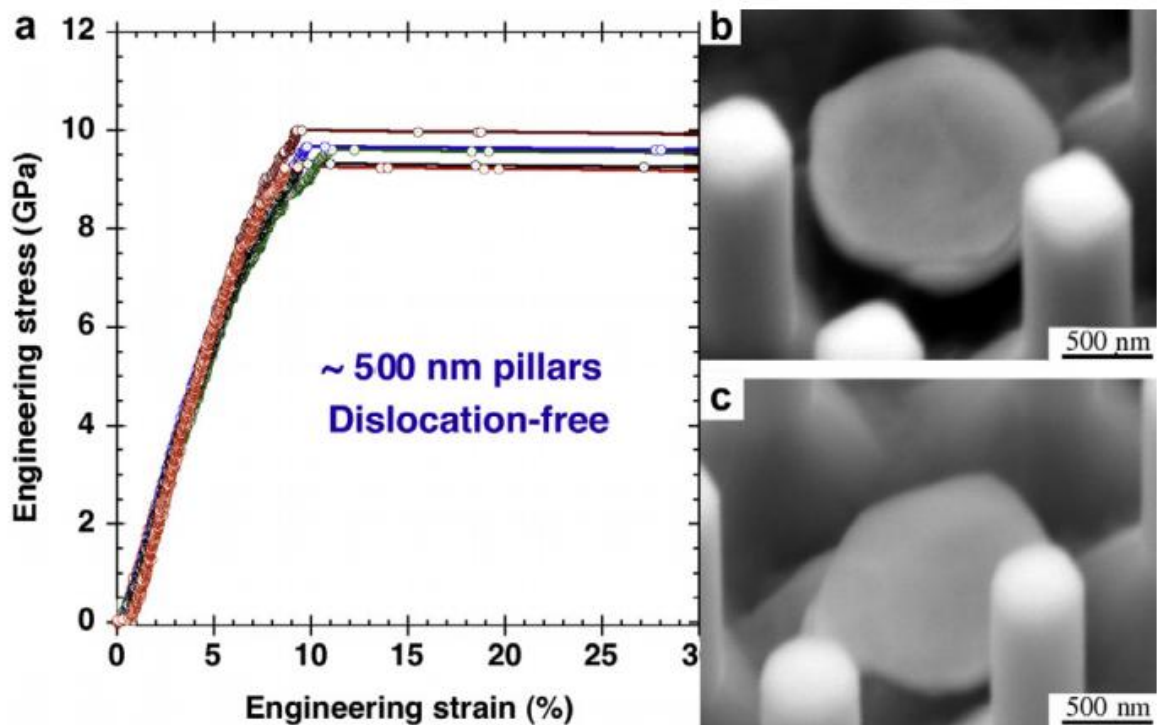 a
12
10
8
6
4
2
0
Engineering stress (GPa)
~ 500 nm pillars
Dislocation-free
0
5
10
15
20
25
3
Engineering strain (%)
b
500 nm
c
500 nm